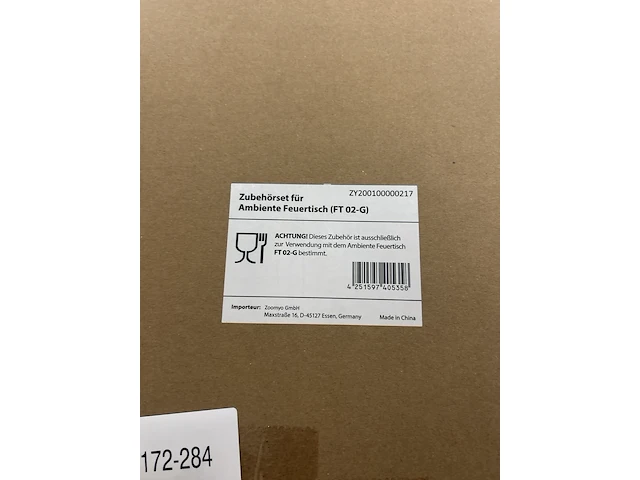 ZY200100000217
Zubehörset für
Ambiente Feuertisch (FT 02-G)
ACHTUNG! Dieses Zubehör ist ausschließlich
zur Verwendung mit dem Ambiente Feuertisch
FT 02-G bestimmt.
4 251597 405358
Importeur: Zoomyo GmbH
Maxstraße 16, D-45127 Essen, Germany
Made in China
172-284